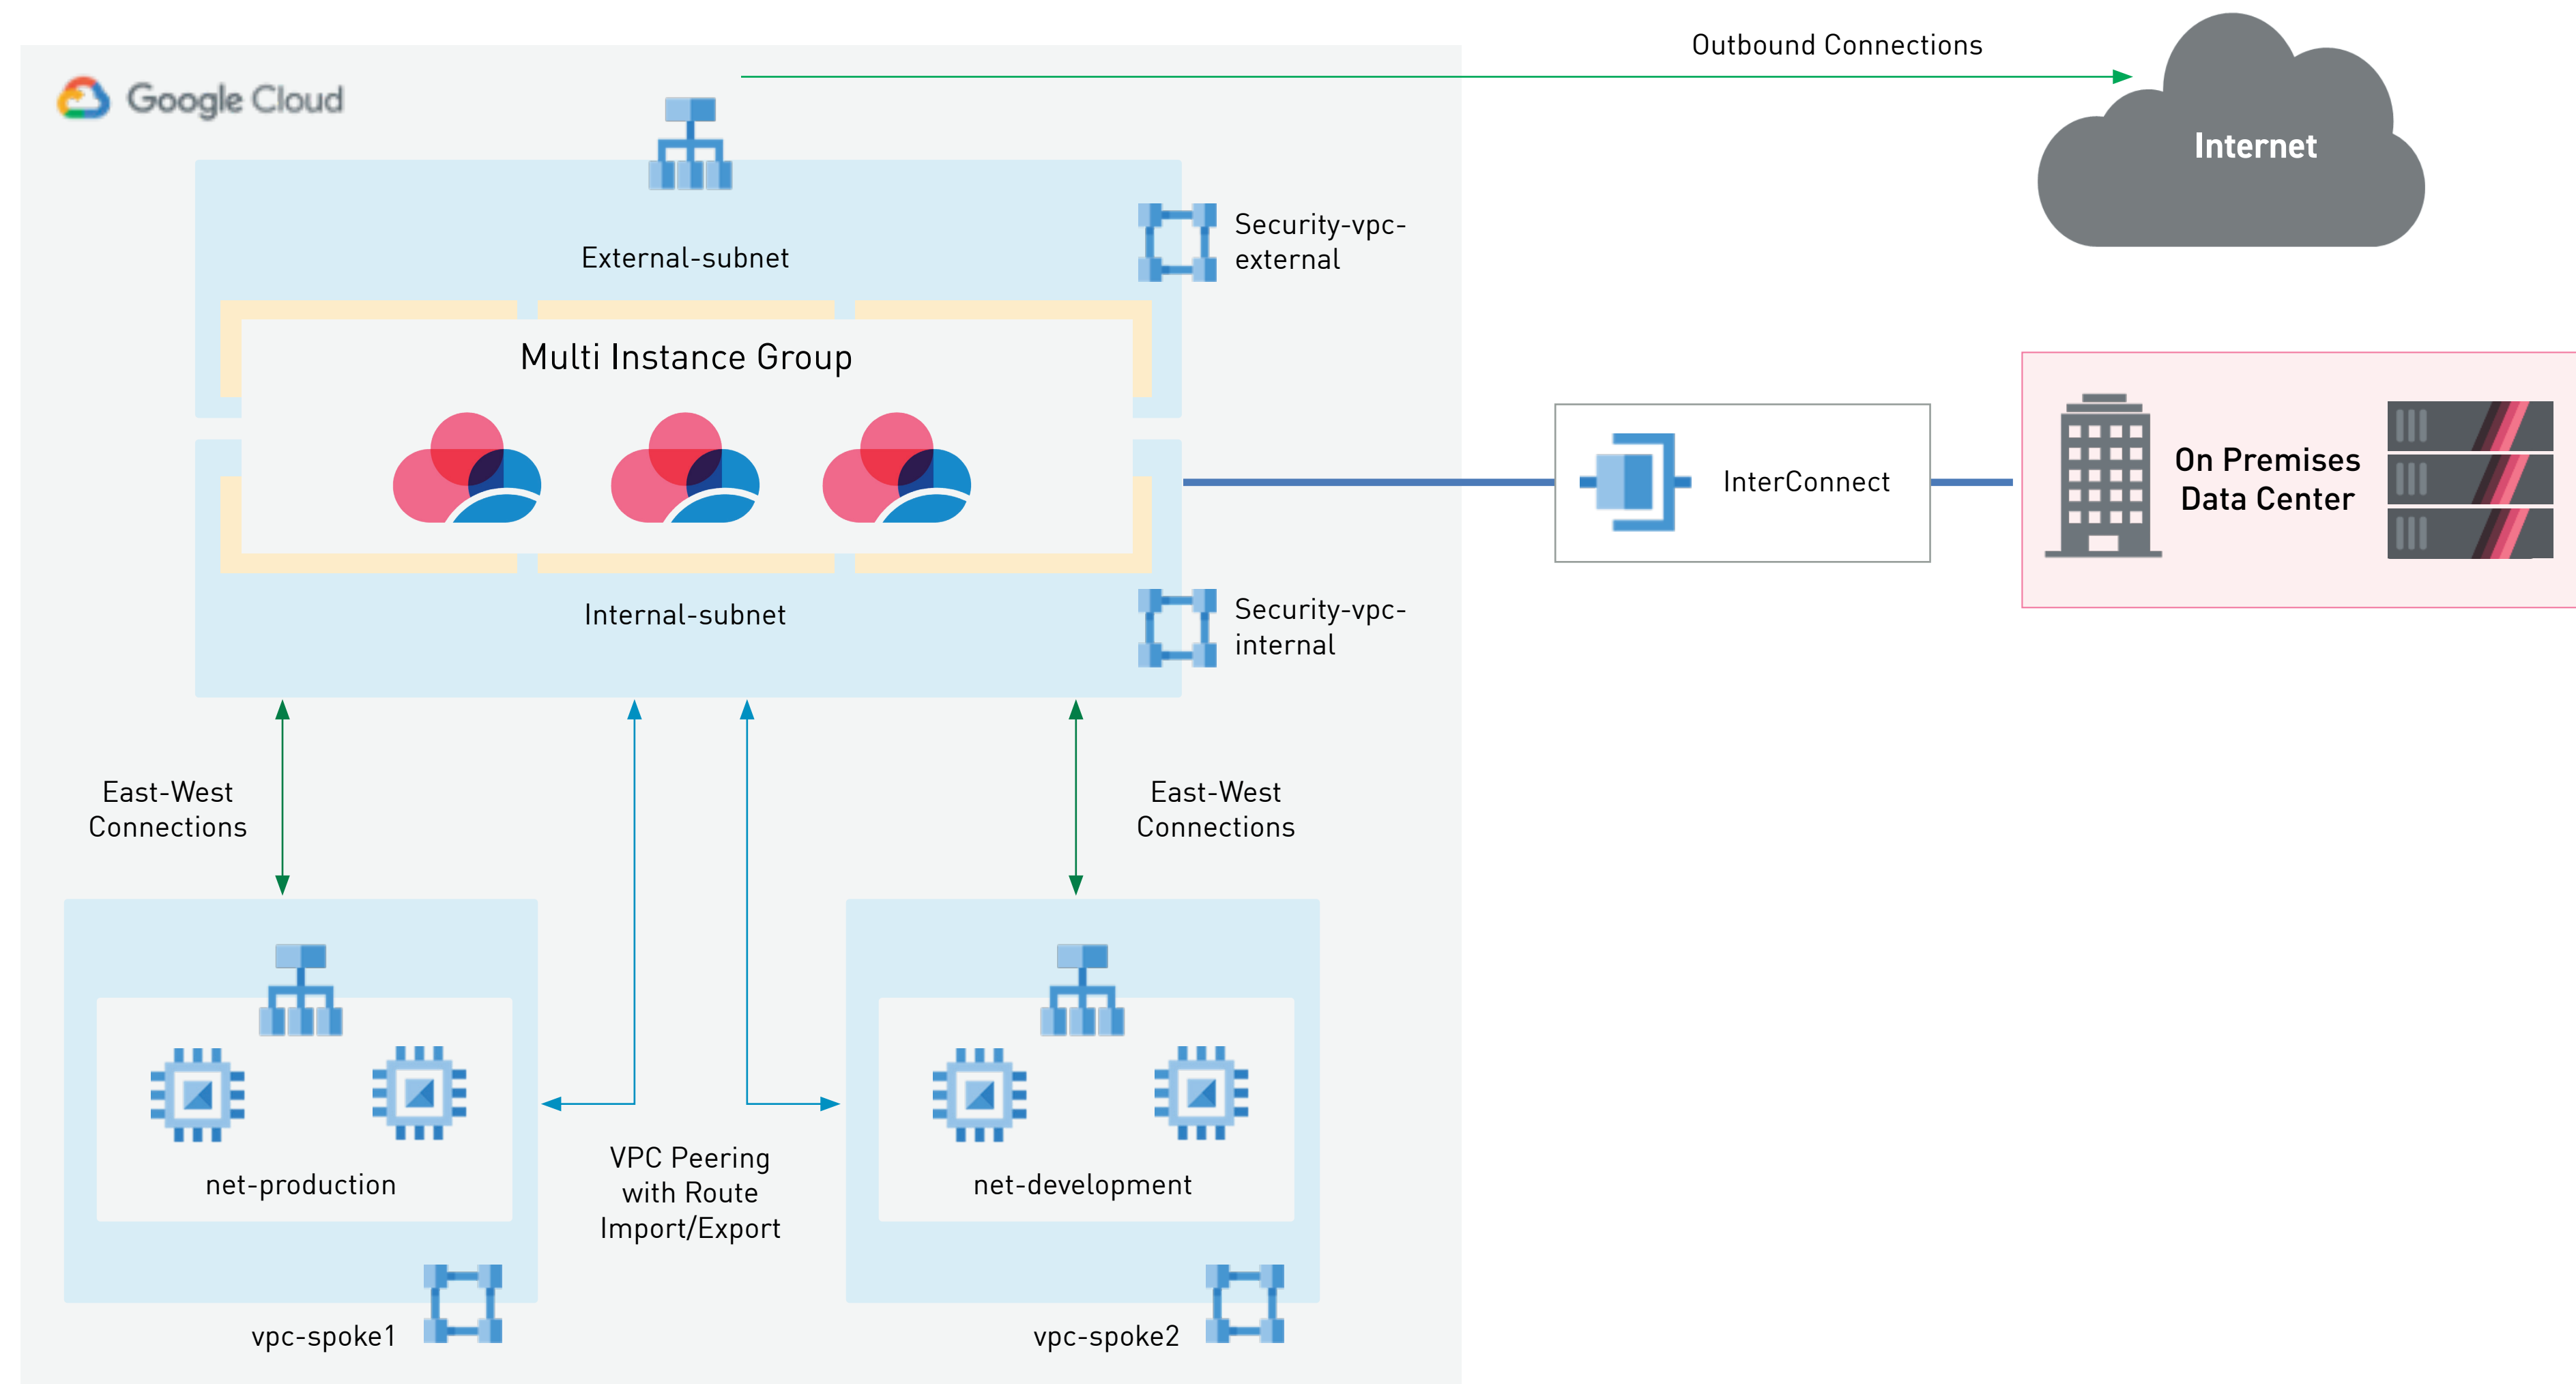 Outbound Connections
Google Cloud
Internet
Security-vpc-
external
External-subnet
Multi Instance Group
On Premises
Data Center
InterConnect
Internal-subnet
Security-vpc-
internal
East-West
Connections
East-West
Connections
VPC Peering
with Route
Import/Export
net-production
net-development
vpc-spoke1
vpc-spoke2